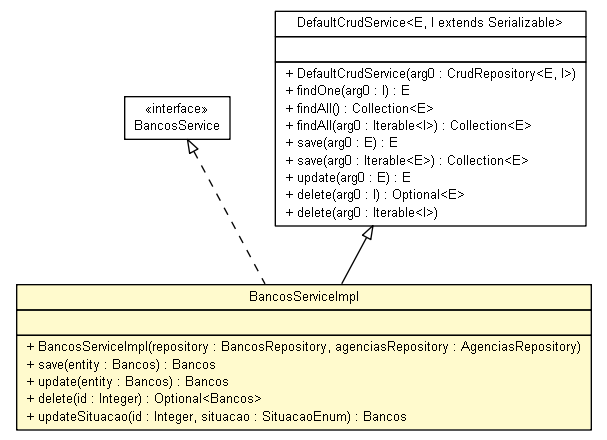 DefaultCrudService<E, I extends Serializable>
+ DefaultCrudService(arg0 : CrudRepository<E, I>)
+ findOne(arg0 : I) : E
+ findAll() : Collection<E>
+ findAll(arg0 : Iterable<I>) : Collection<E>
+ save(arg0 : E) : E
+ save(arg0 : Iterable<E>) : Collection<E>
+ update(arg0 : E) : E
+ delete(arg0 : I) : Optional<E>
+ delete(arg0 : Iterable<I>)
«interface»
BancosService
BancosServiceImpl
+ BancosServiceImpl(repository : BancosRepository, agenciasRepository : AgenciasRepository)
+ save(entity : Bancos) : Bancos
+ update(entity : Bancos) : Bancos
+ delete(id : Integer) : Optional<Bancos>
+ updateSituacao(id : Integer, situacao : SituacaoEnum) : Bancos